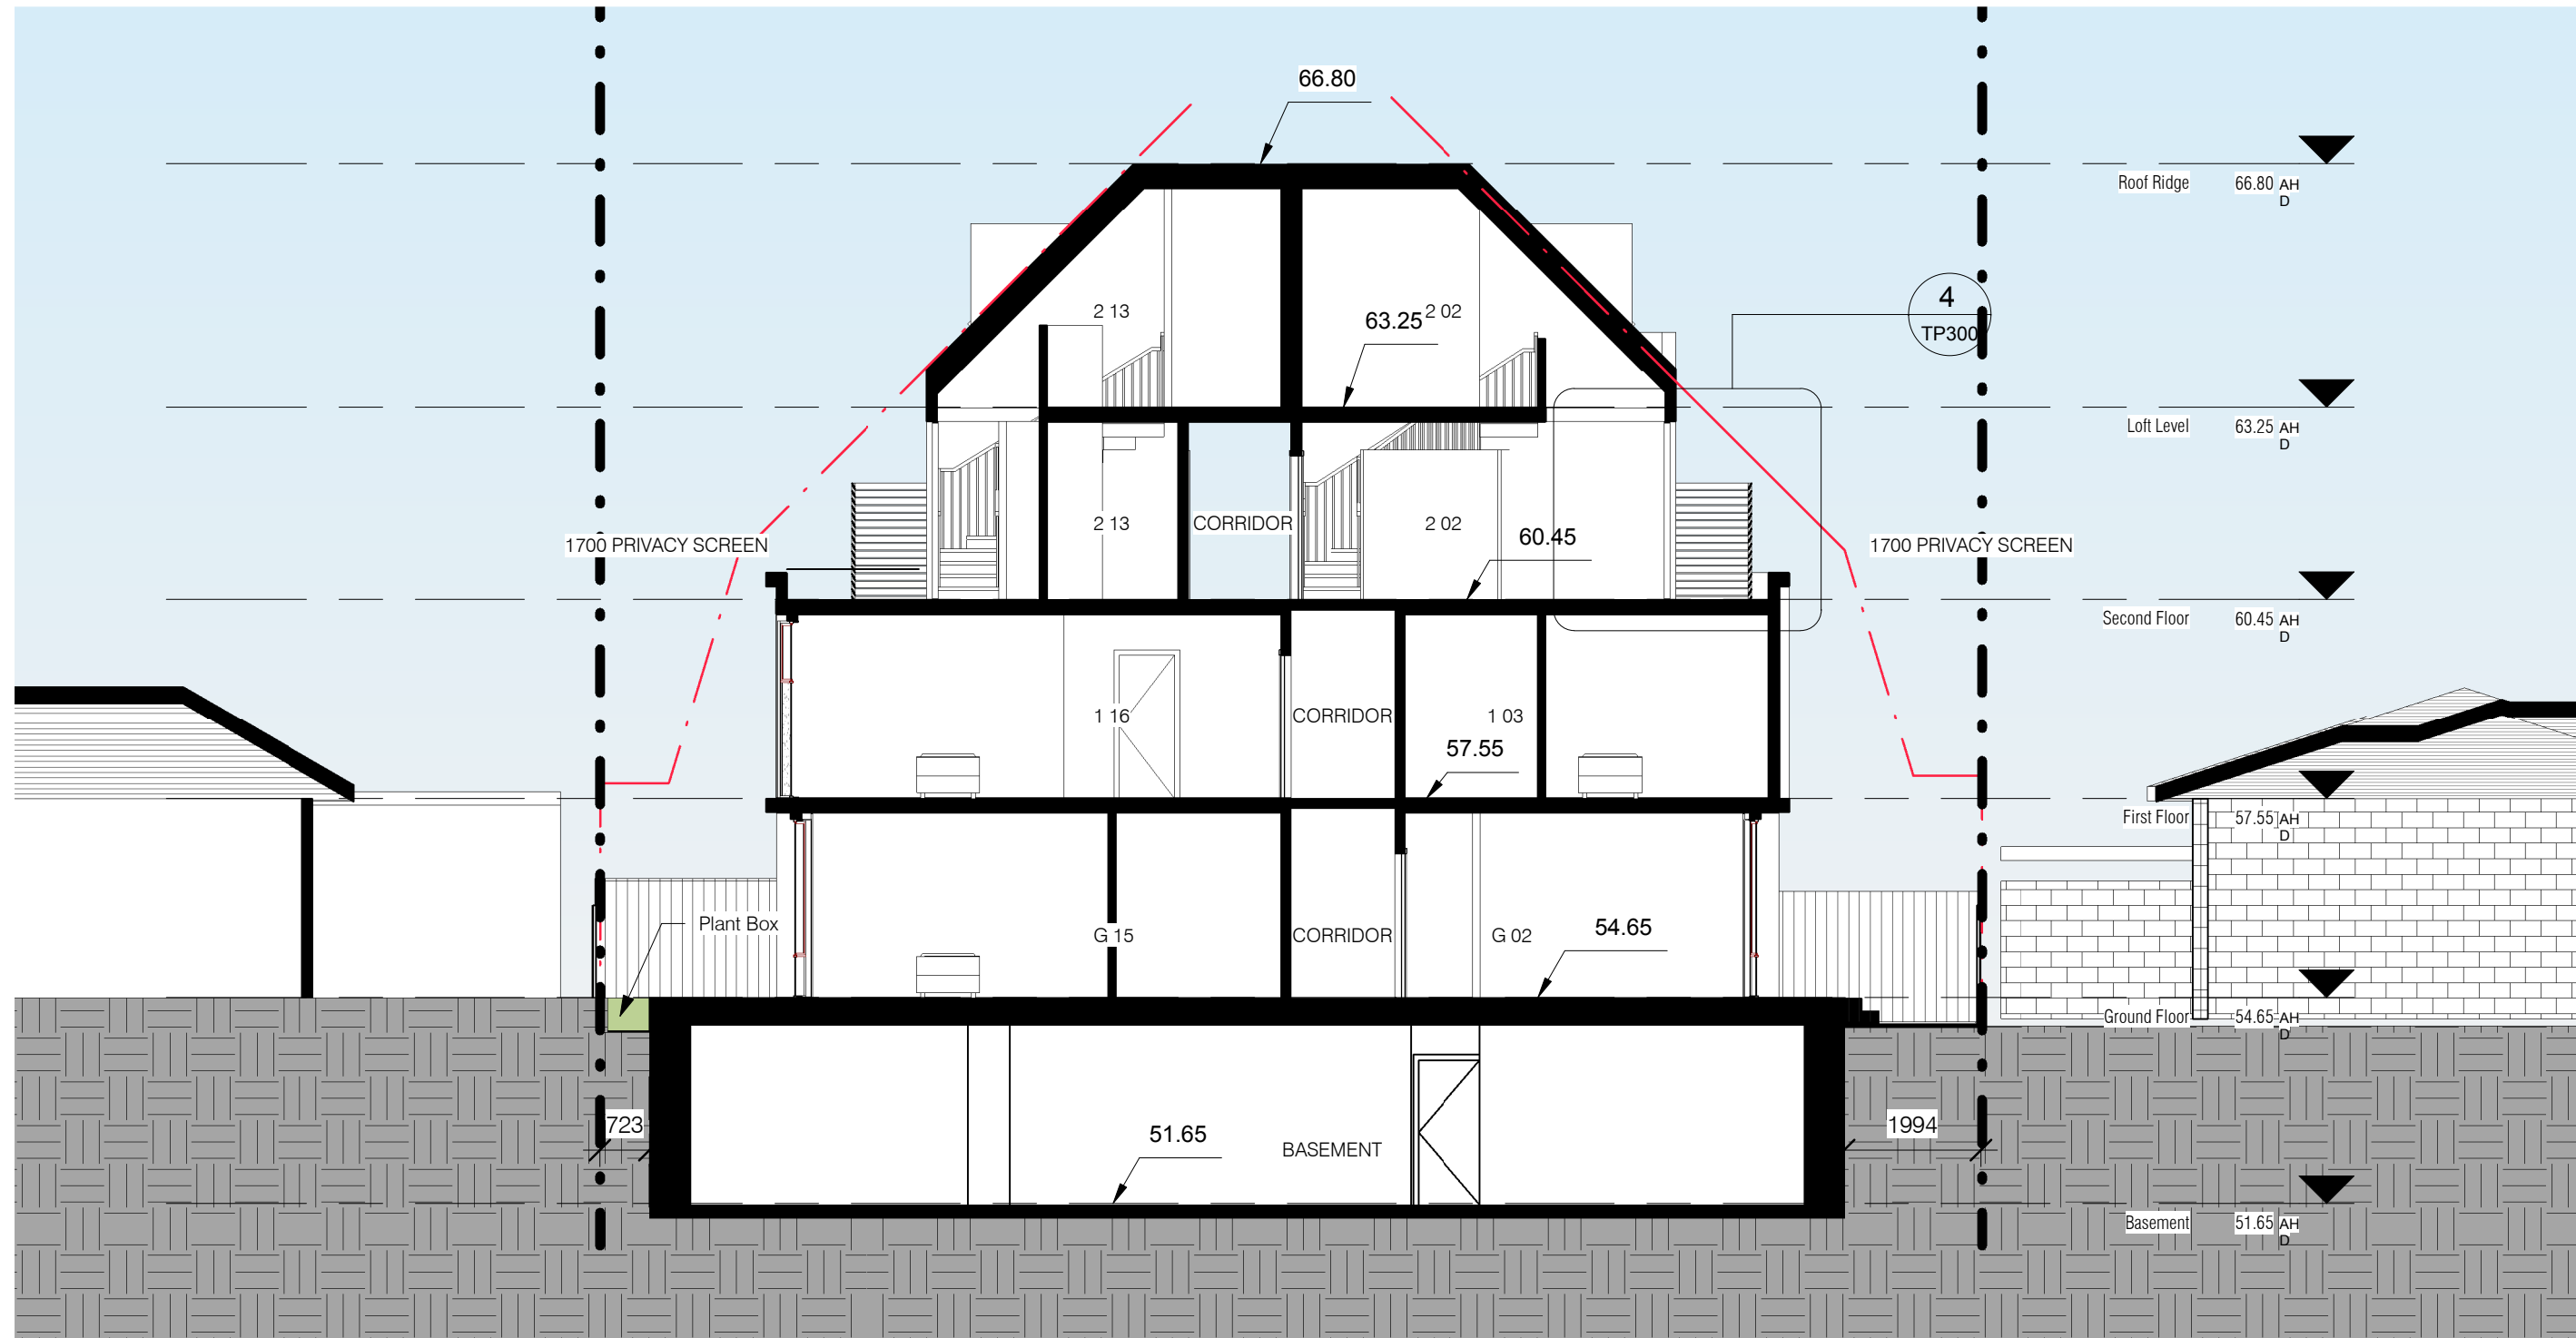 66.80
Roof Ridge 66.80 AH
D
4
TP300
2 13
63.25
2 02
Loft Level 63.25 AH
D
2 13
CORRIDOR
2 02
60.45
1700 PRIVACY SCREEN
1700 PRIVACY SCREEN
Second Floor 60.45 AH
D
1 16
CORRIDOR
1 03
57.55
First Floor 57.55 AH
D
Plant Box
G 15
CORRIDOR
G 02
54.65
Ground Floor 54.65 AH
D
723
51.65
BASEMENT
1994
Basement 51.65 AH
D